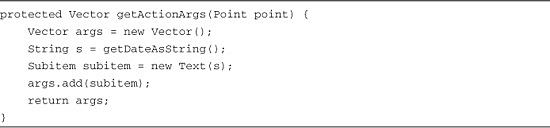 protected Vector getActionArgs(Point point) {
    Vector args = new Vector();
    String s = getDateAsString();
    Subitem subitem = new Text(s);
    args.add(subitem);
    return args;
}